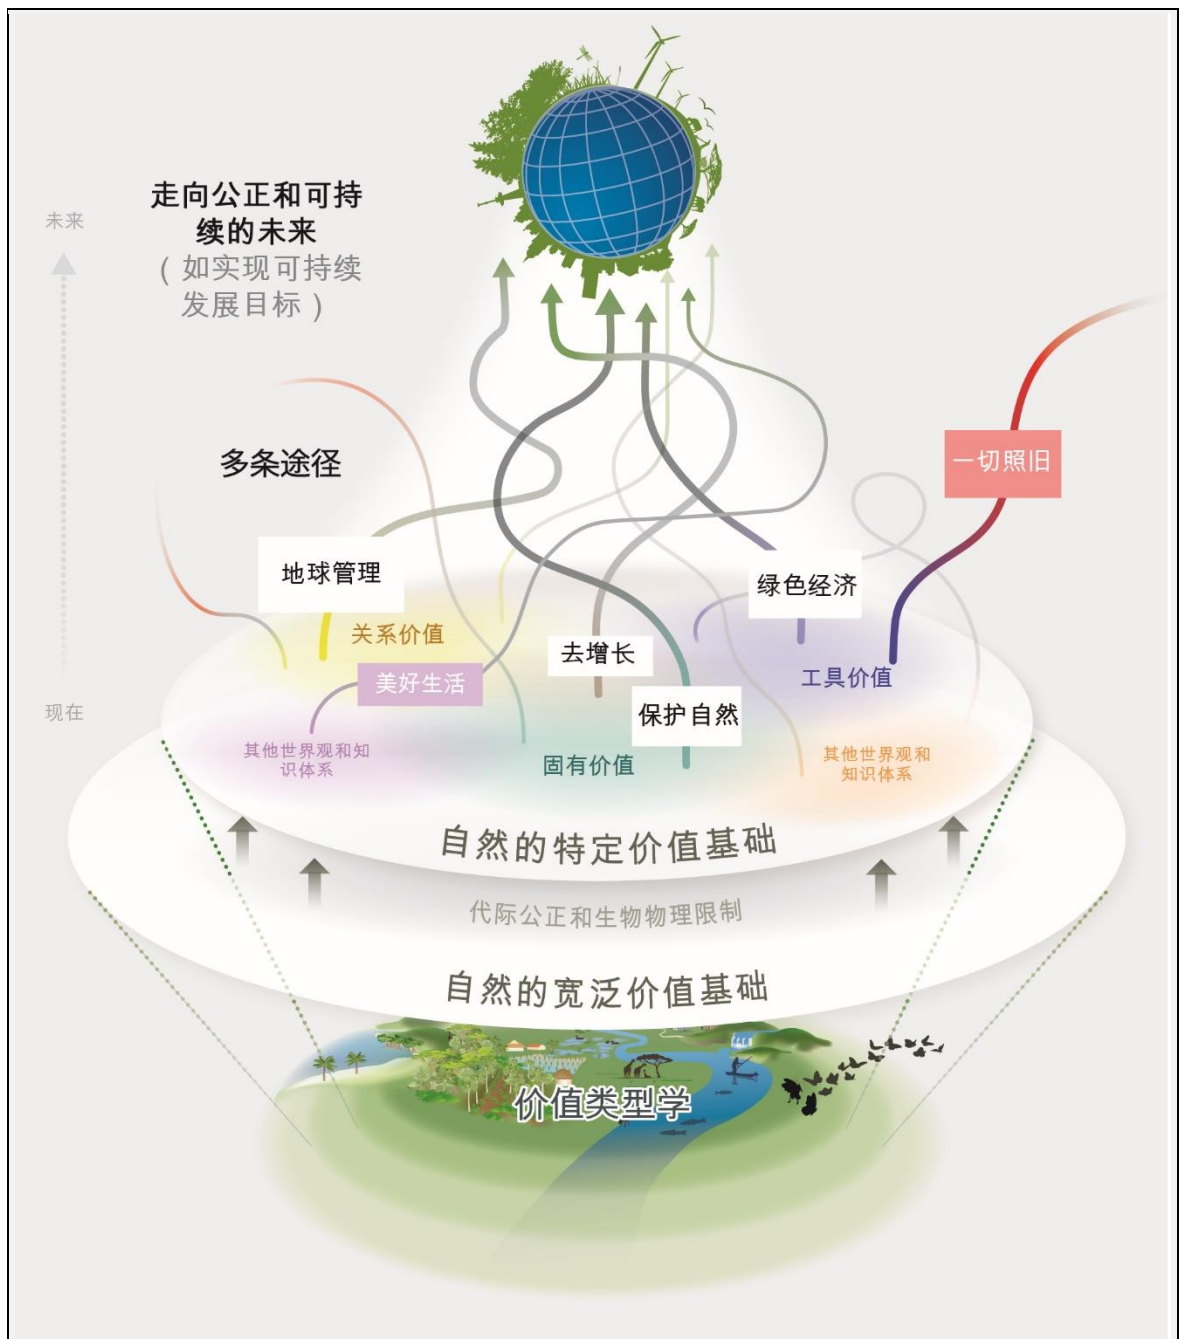 未来
走向公正和可持
续的未来
（如实现可持续
发展目标）
多条途径
一切照旧
地球管理
绿色经济
关系价值
去增长
工具价值
美好生活
保护自然
现在
其他世界观和知
识体系
固有价值
其他世界观和
知识体系
自然的特定价值基础
代际公正和生物物理限制
自然的宽泛价值基础
价值类型学